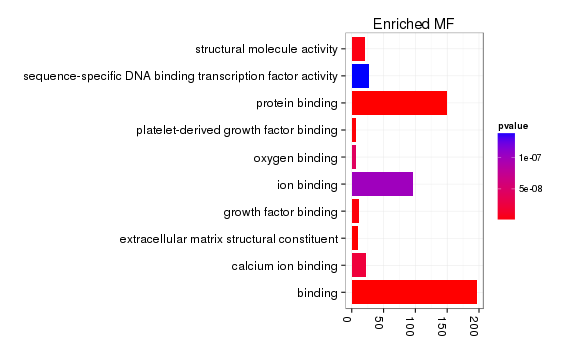 Enriched MF
structural molecule activity
sequence-specific DNA binding transcription factor activity
protein binding
platelet-derived growth factor binding
oxygen binding
ion binding
growth factor binding
extracellular matrix structural constituent
calcium ion binding
binding
0
50
100
150
200
pvalue
1e-07
5e-08